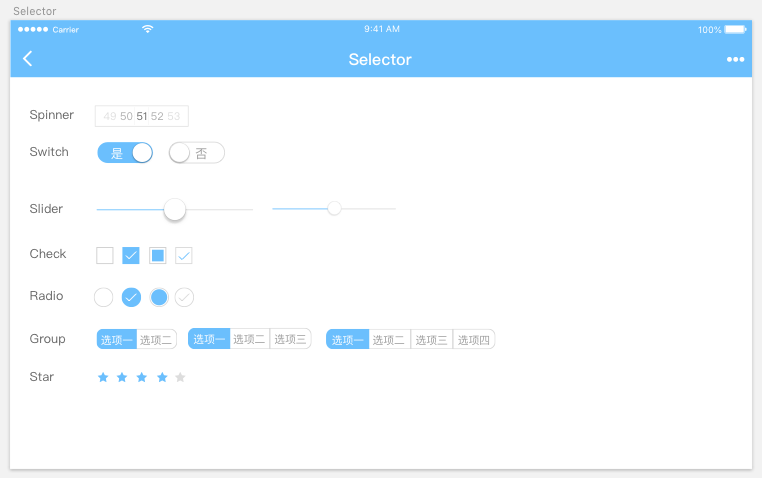 Selector
Carrier 9:41 AM 100%
Selector
Spinner 49 50 51 52 53
Switch 是 否
Slider
Check
Radio
Group 选项一 选项二 选项一 选项二 选项三 选项一 选项二 选项三 选项四
Star